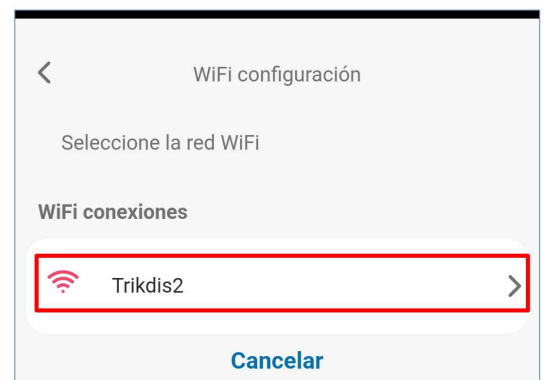 WiFi configuración
Seleccione la red WiFi
WiFi conexiones
Trikdis2
Cancelar